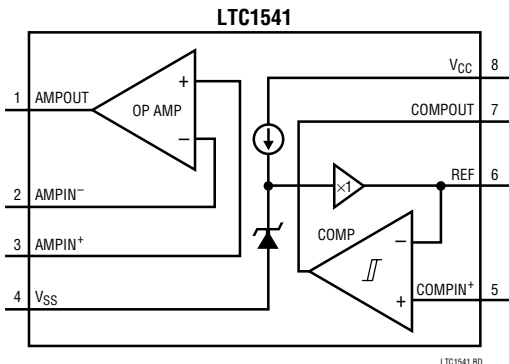 LTC1541
1 AMPOUT
OP AMP
+
−
2 AMPIN−
3 AMPIN+
4 VSS
VCC 8
COMPOUT 7
×1
REF 6
COMP
−
+
COMPIN+ 5
LTC1541 BD